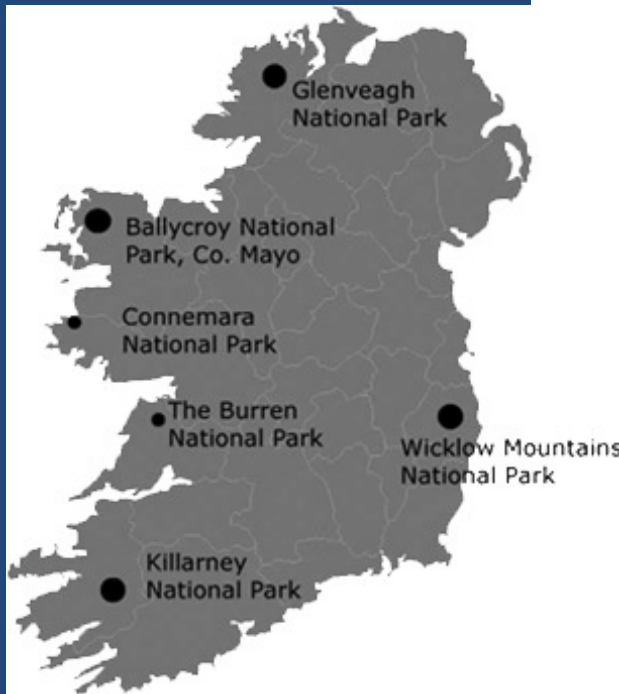 Glenveagh
National Park
Ballycroy National
Park, Co. Mayo
Connemara
National Park
The Burren
National Park
Wicklow Mountains
National Park
Killarney
National Park